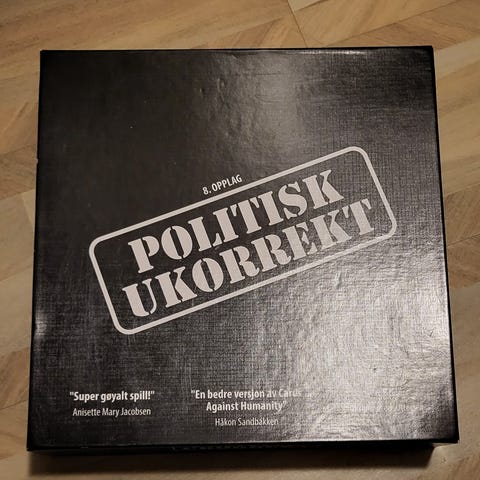 8. OPPLAG
POLITISK
UKORREKT
"Super gøyalt spill!"
Anisette Mary Jacobsen
"En bedre versjon av Cards
Against Humanity"
Håkon Sandbakken